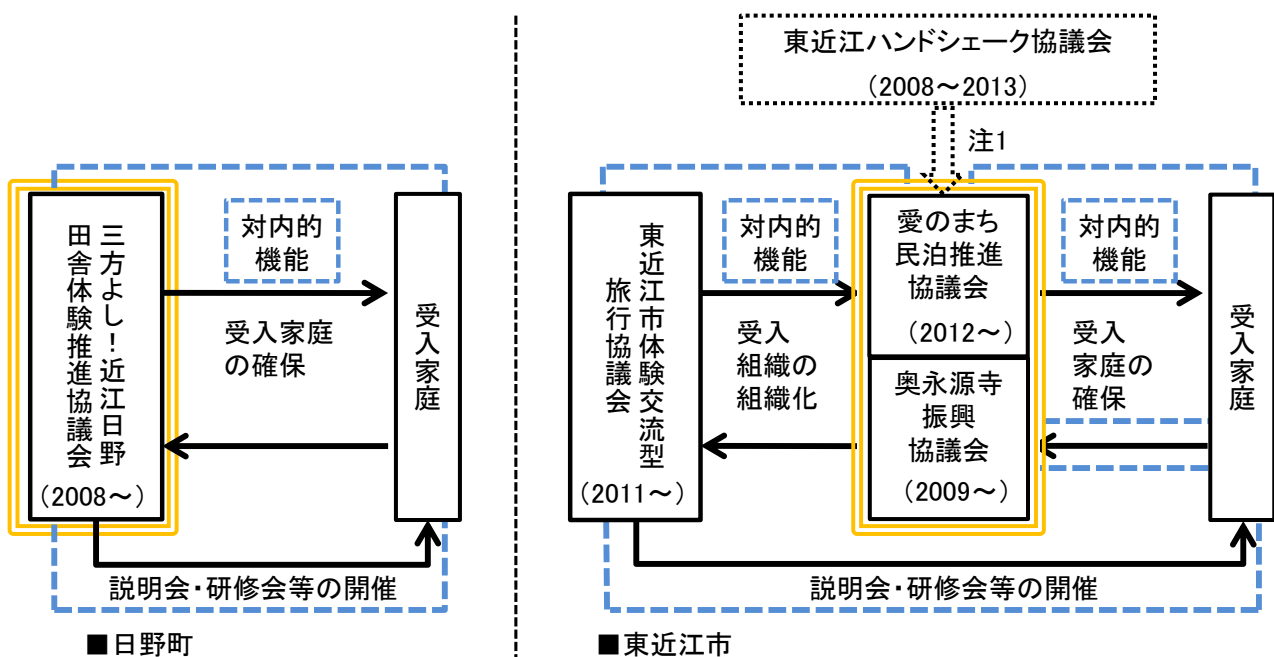 対内的
機能
三方よし！近江日野
田舎体験推進協議会
（2008～）
受入家庭
の確保
受入家庭
説明会・研修会等の開催
■日野町
東近江ハンドシェーク協議会
（2008～2013）
注1
東近江市体験交流型
旅行協議会
（2011～）
対内的
機能
受入
組織の
組織化
愛のまち
民泊推進
協議会
（2012～）
奥永源寺
振興
協議会
（2009～）
対内的
機能
受入
家庭の
確保
受入家庭
説明会・研修会等の開催
■東近江市